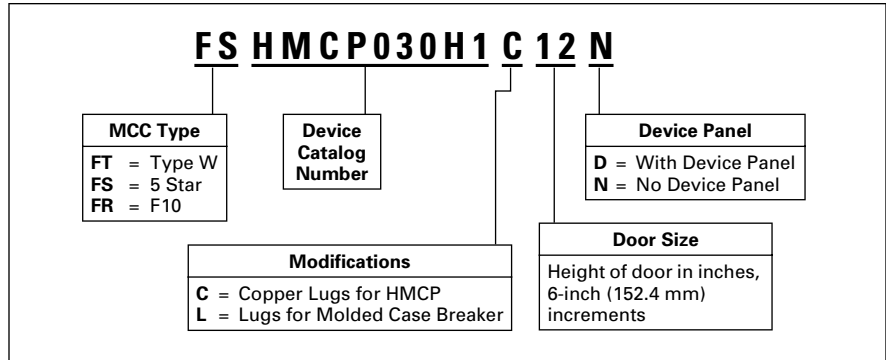 FS HMCP030H1 C 12 N
MCC Type
FT = Type W
FS = 5 Star
FR = F10
Device
Catalog
Number
Device Panel
D = With Device Panel
N = No Device Panel
Modifications
C = Copper Lugs for HMCP
L = Lugs for Molded Case Breaker
Door Size
Height of door in inches,
6-inch (152.4 mm)
increments